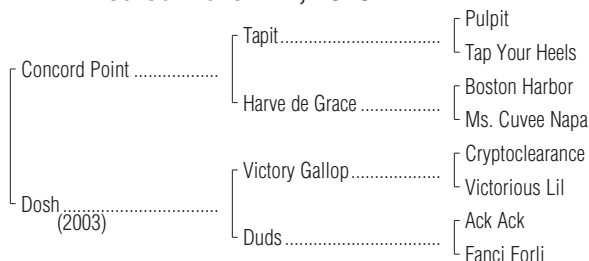 Pulpit
Tapit
Tap Your Heels
Concord Point
Boston Harbor
Harve de Grace
Ms. Cuvee Napa
Cryptoclearance
Victory Gallop
Victorious Lil
Dosh
(2003)
Ack Ack
Duds
Fanci Forli